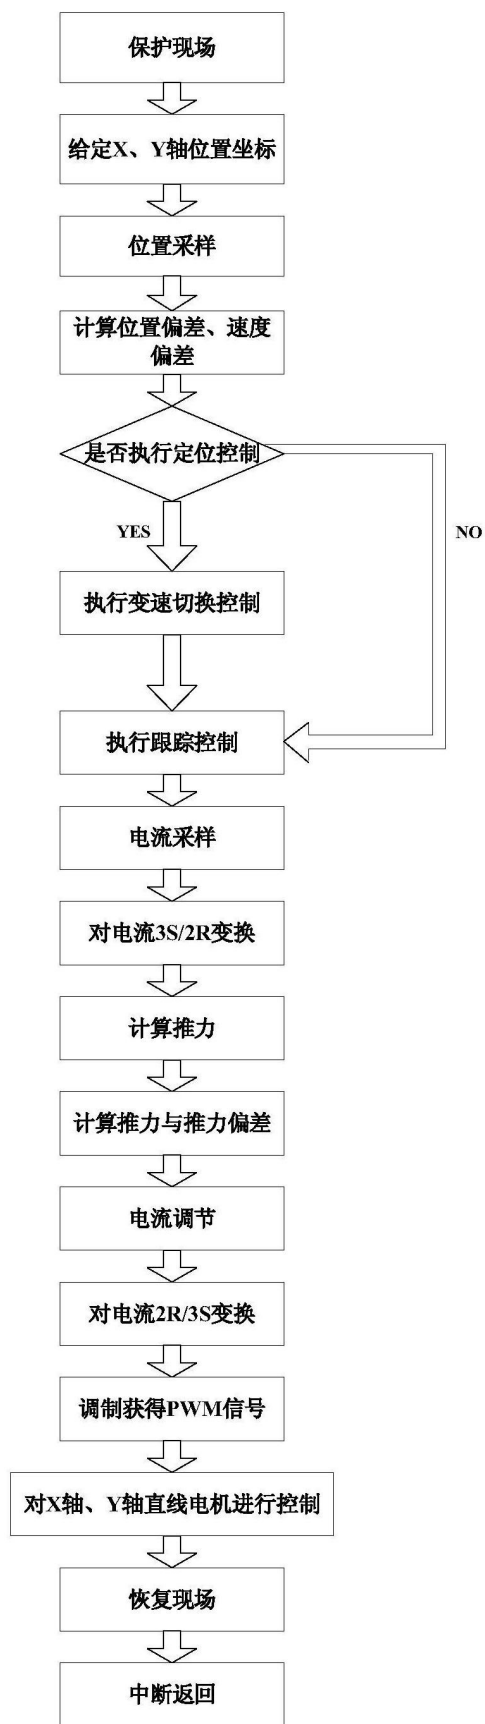 保护现场
给定X、Y轴位置坐标
位置采样
计算位置偏差、速度
偏差
是否执行定位控制
YES
NO
执行变速切换控制
执行跟踪控制
电流采样
对电流3S/2R变换
计算推力
计算推力与推力偏差
电流调节
对电流2R/3S变换
调制获得PWM信号
对X轴、Y轴直线电机进行控制
恢复现场
中断返回